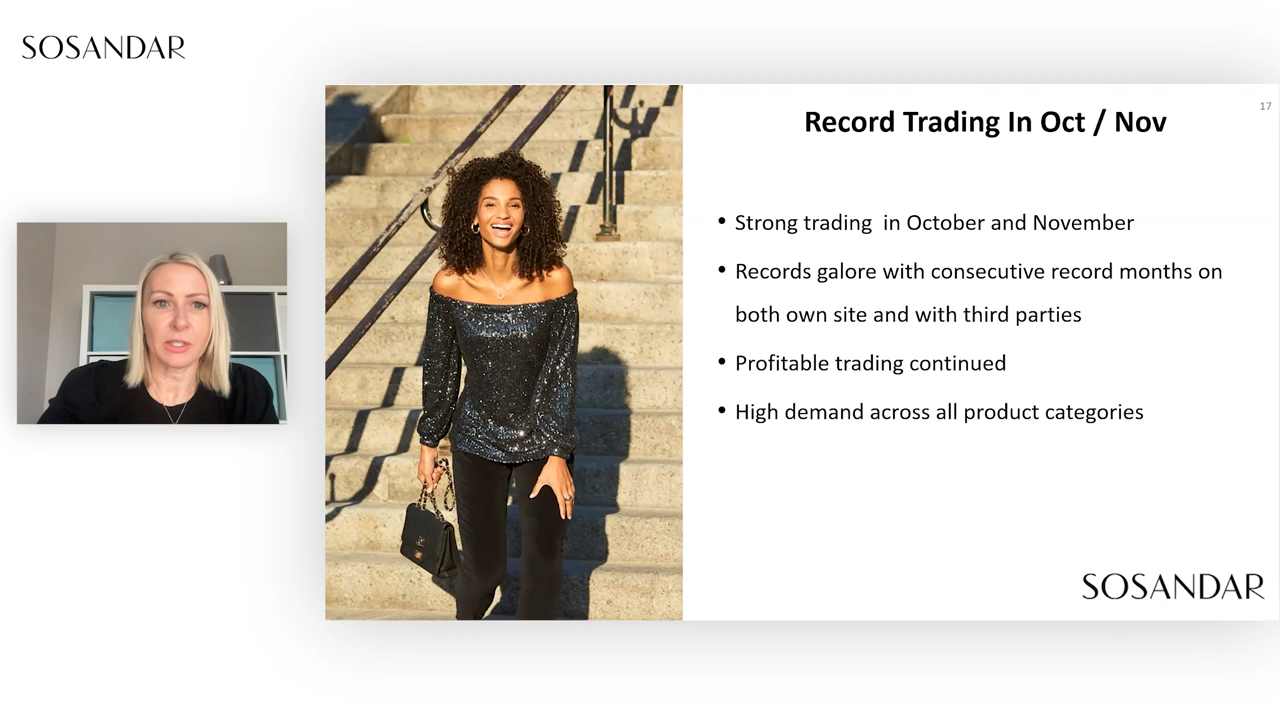 SOSANDAR
17
Record Trading In Oct / Nov
• Strong trading  in October and November
• Records galore with consecutive record months on
both own site and with third parties
• Profitable trading continued
• High demand across all product categories
SOSANDAR